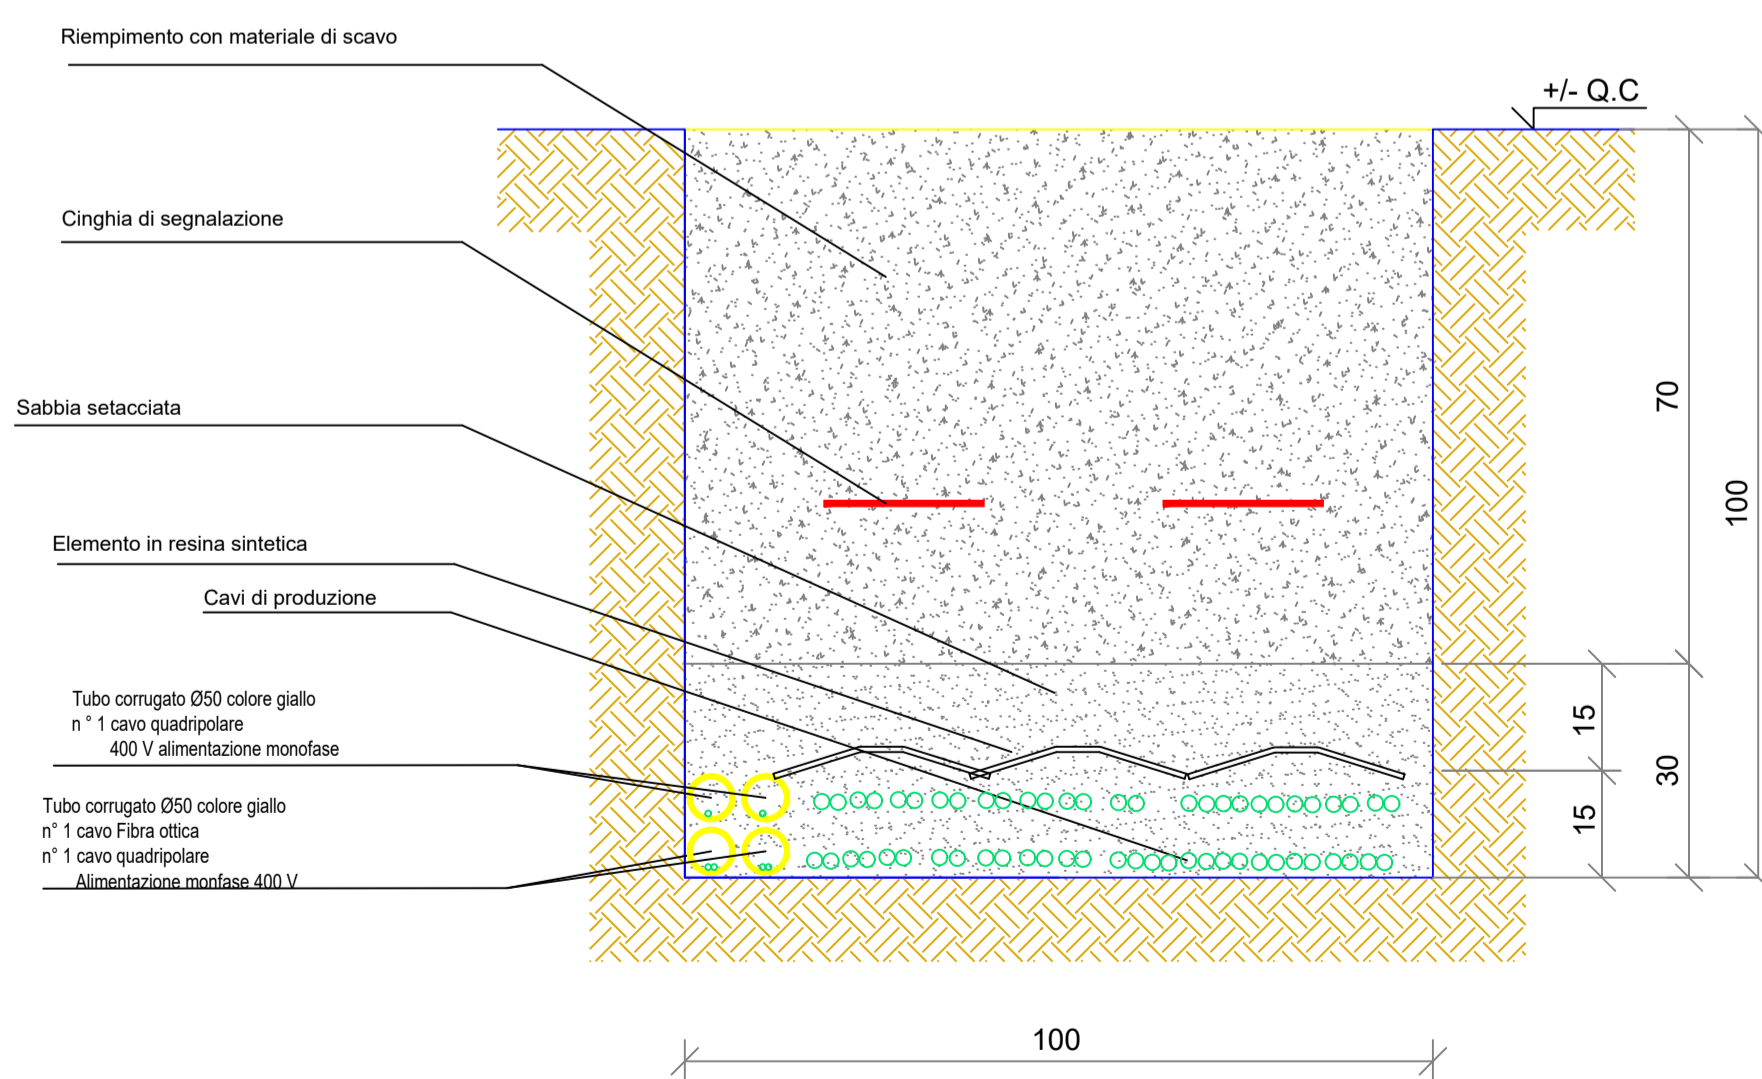 Riempimento con materiale di scavo
+/- Q.C
Cinghia di segnalazione
Sabbia setacciata
Elemento in resina sintetica
Cavi di produzione
Tubo corrugato Ø50 colore giallo
n ° 1 cavo quadripolare
400 V alimentazione monofase
Tubo corrugato Ø50 colore giallo
n° 1 cavo Fibra ottica
n° 1 cavo quadripolare
Alimentazione monfase 400 V
70
100
15
30
15
100